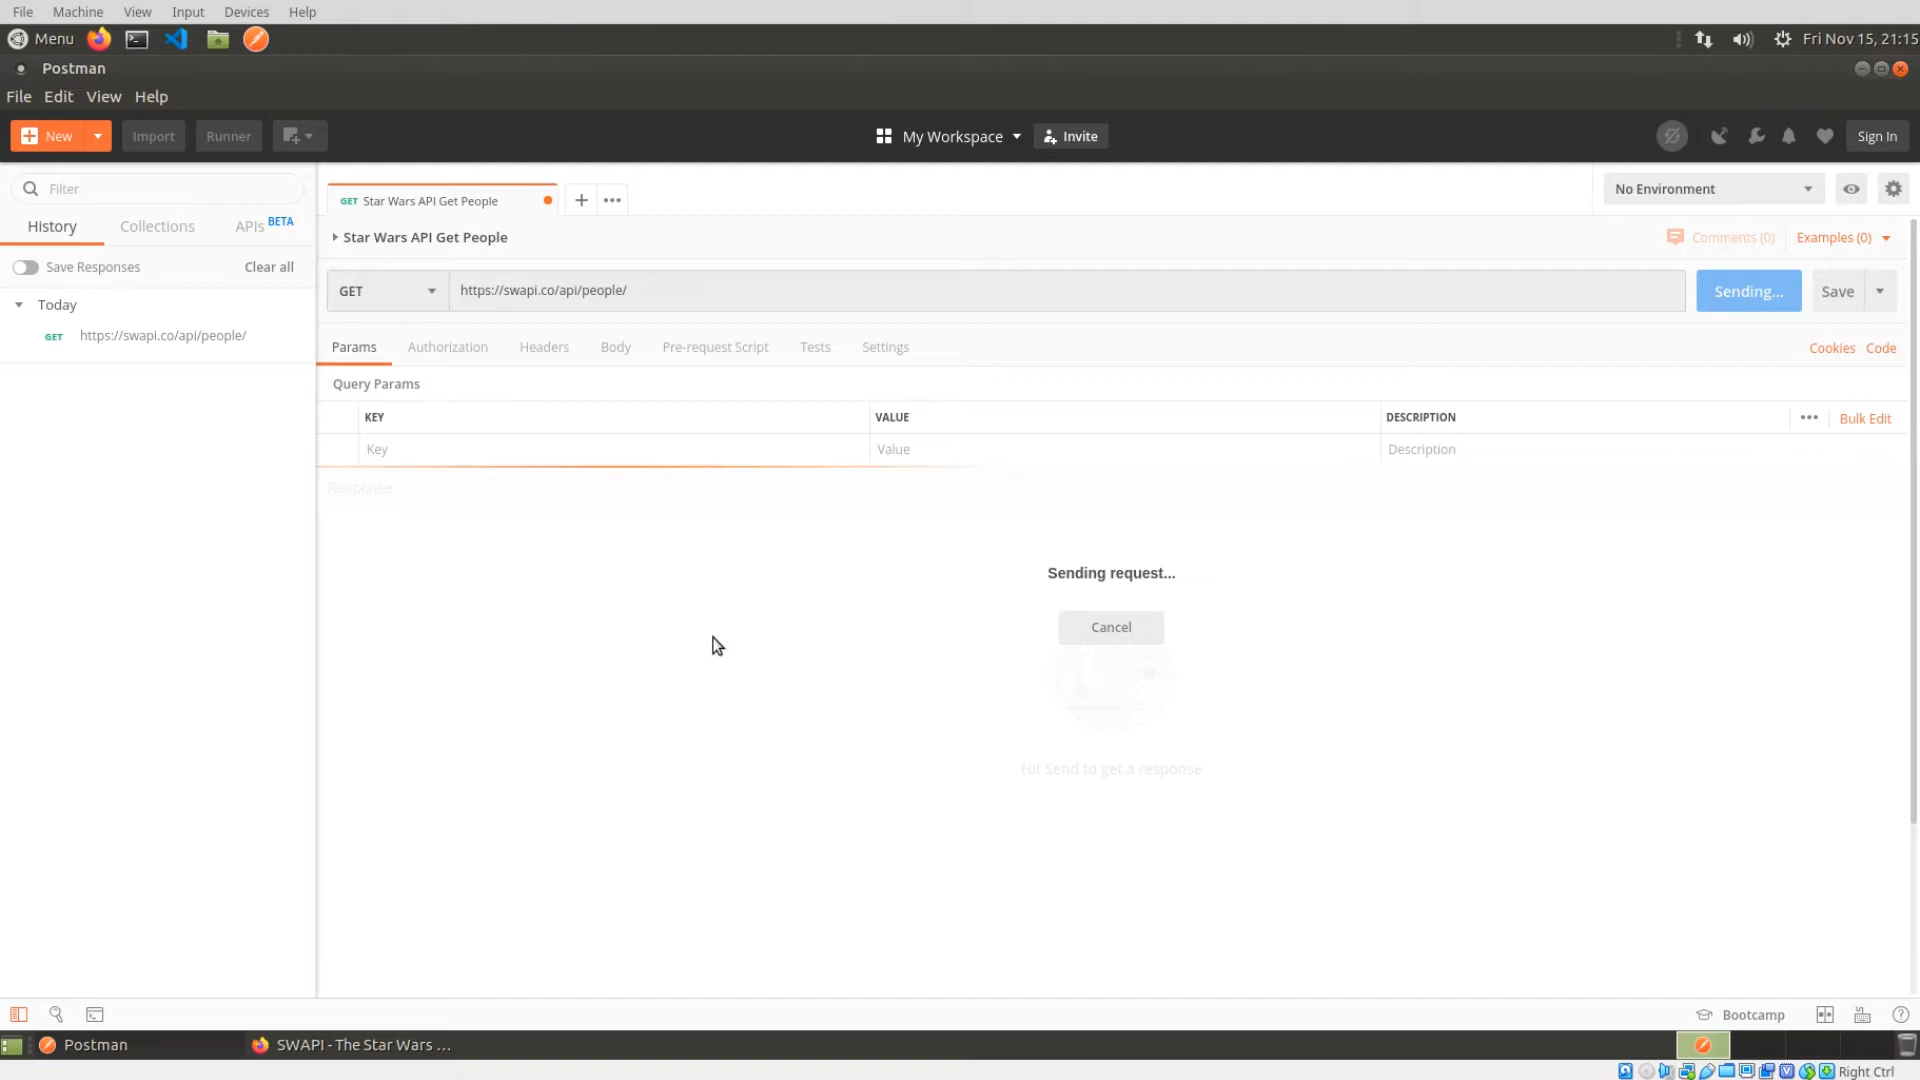 File Machine View Input Devices Help
Menu Fri Nov 15, 21:15
Postman
File Edit View Help
New Import Runner My Workspace Invite Sign In
Filter
History Collections APIs BETA
Save Responses Clear all
Today
GET https://swapi.co/api/people/
GET Star Wars API Get People ••• No Environment
Star Wars API Get People Comments (0) Examples (0)
GET https://swapi.co/api/people/ Sending... Save
Params Authorization Headers Body Pre-request Script Tests Settings Cookies Code
Query Params
KEY VALUE DESCRIPTION ••• Bulk Edit
Key Value Description
Response
Sending request...
Cancel
Hit Send to get a response
Bootcamp
Postman SWAPI - The Star Wars ...
Right Ctrl